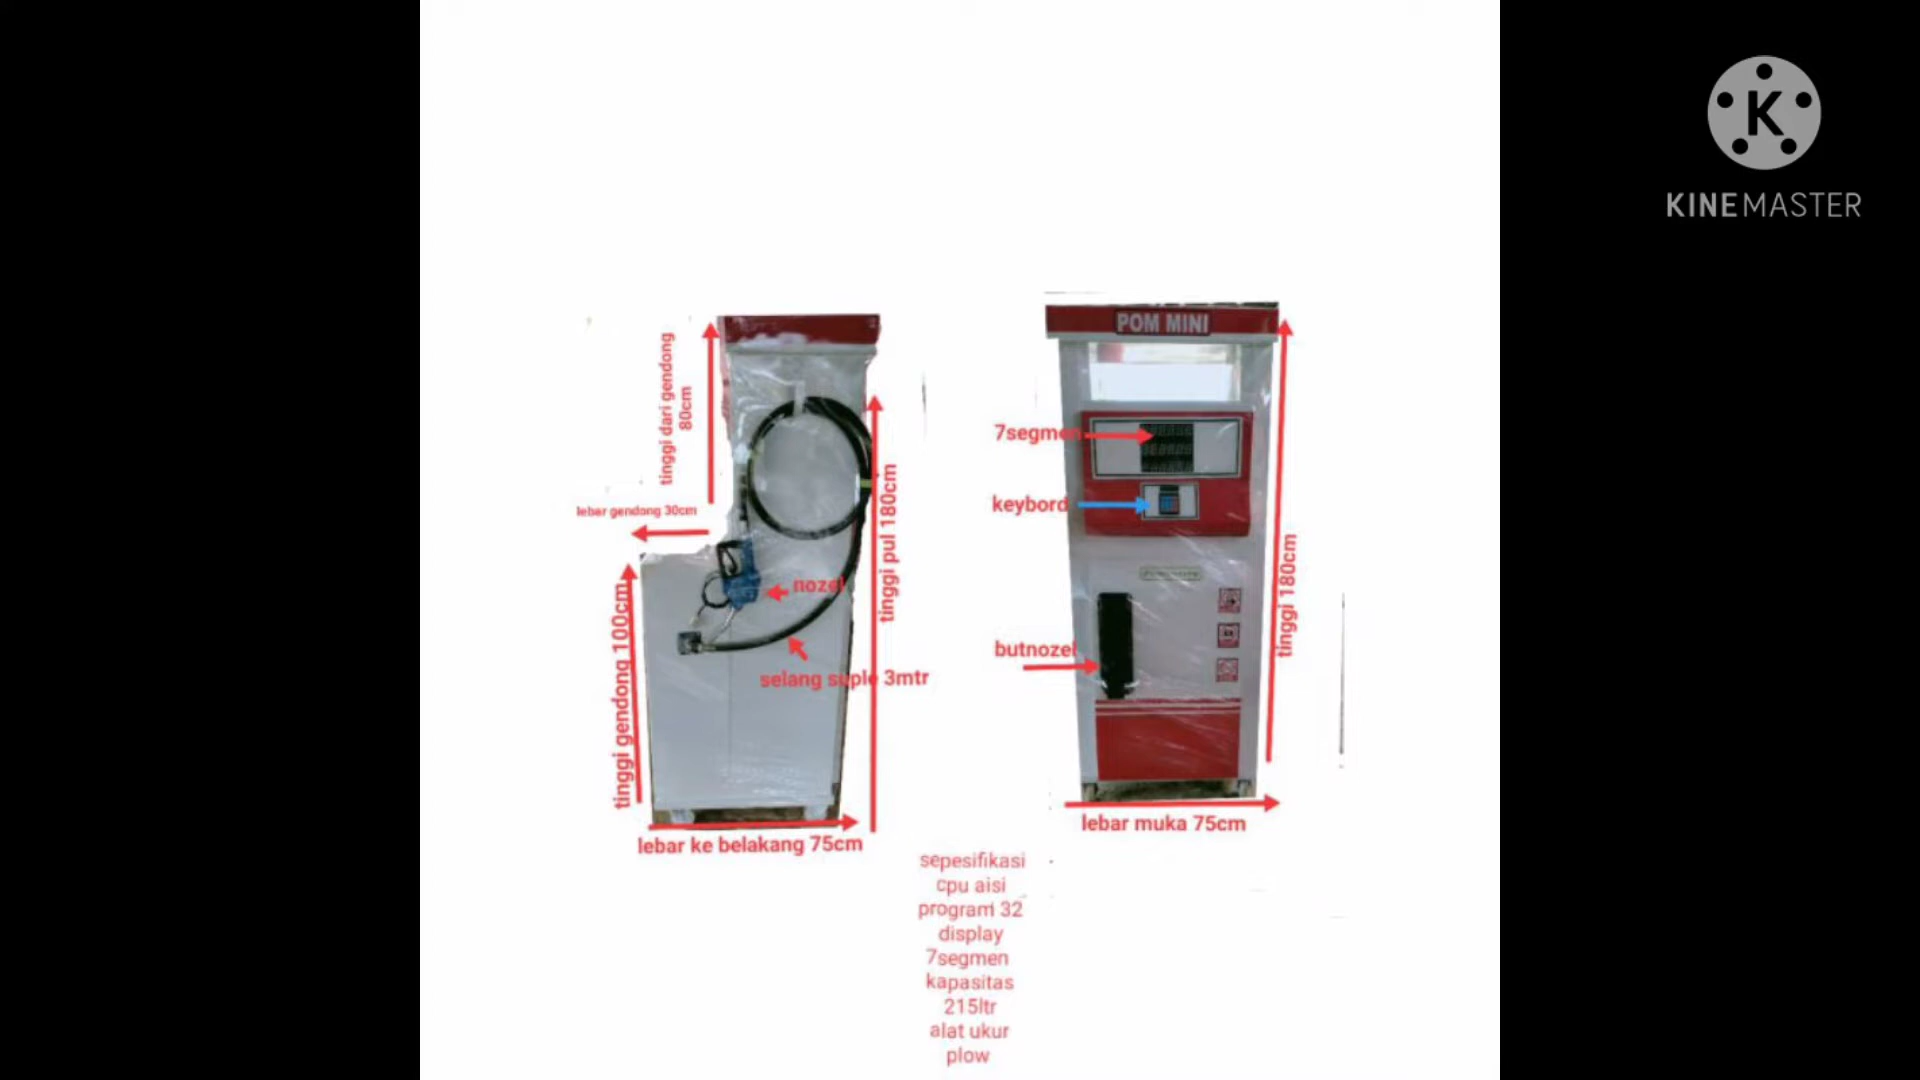 KINEMASTER
POM MINI
tinggi dari gendong
80cm
lebar gendong 30cm
tinggi gendong 100cm
nozel
selang suple 3mtr
tinggi pul 180cm
lebar ke belakang 75cm
7segmen
keybord
butnozel
tinggi 180cm
lebar muka 75cm
sepesifikasi
cpu aisi
program 32
display
7segmen
kapasitas
215ltr
alat ukur
plow